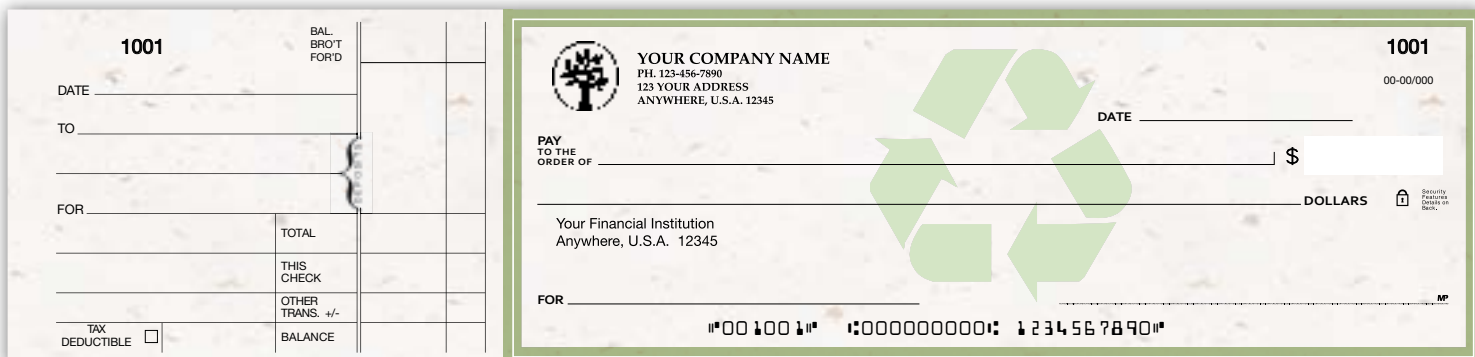 1001
BAL.
BRO'T
FOR'D
DATE
TO
DEPOSITS
FOR
TOTAL
THIS
CHECK
OTHER
TRANS. +/-
TAX
DEDUCTIBLE
BALANCE
YOUR COMPANY NAME
PH. 123-456-7890
123 YOUR ADDRESS
ANYWHERE, U.S.A. 12345
1001
00-00/000
DATE
PAY
TO THE
ORDER OF
$
DOLLARS
Security
Features
Details on
Back.
Your Financial Institution
Anywhere, U.S.A. 12345
FOR
MP
⑈001001⑈ ⑆000000000⑆ 1234567890⑈